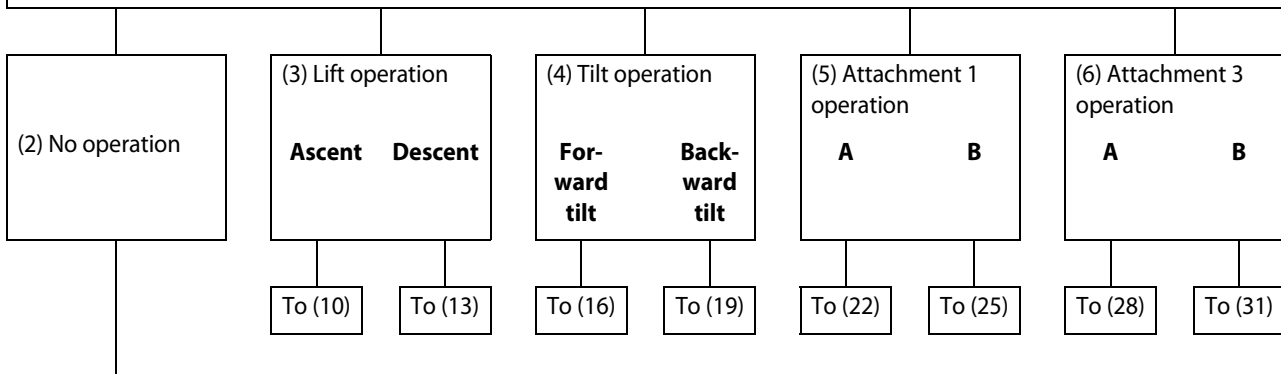 (2) No operation
(3) Lift operation
Ascent Descent
(4) Tilt operation
For- Back-
ward ward
tilt tilt
(5) Attachment 1
operation
A B
(6) Attachment 3
operation
A B
To (10) To (13) To (16) To (19) To (22) To (25) To (28) To (31)